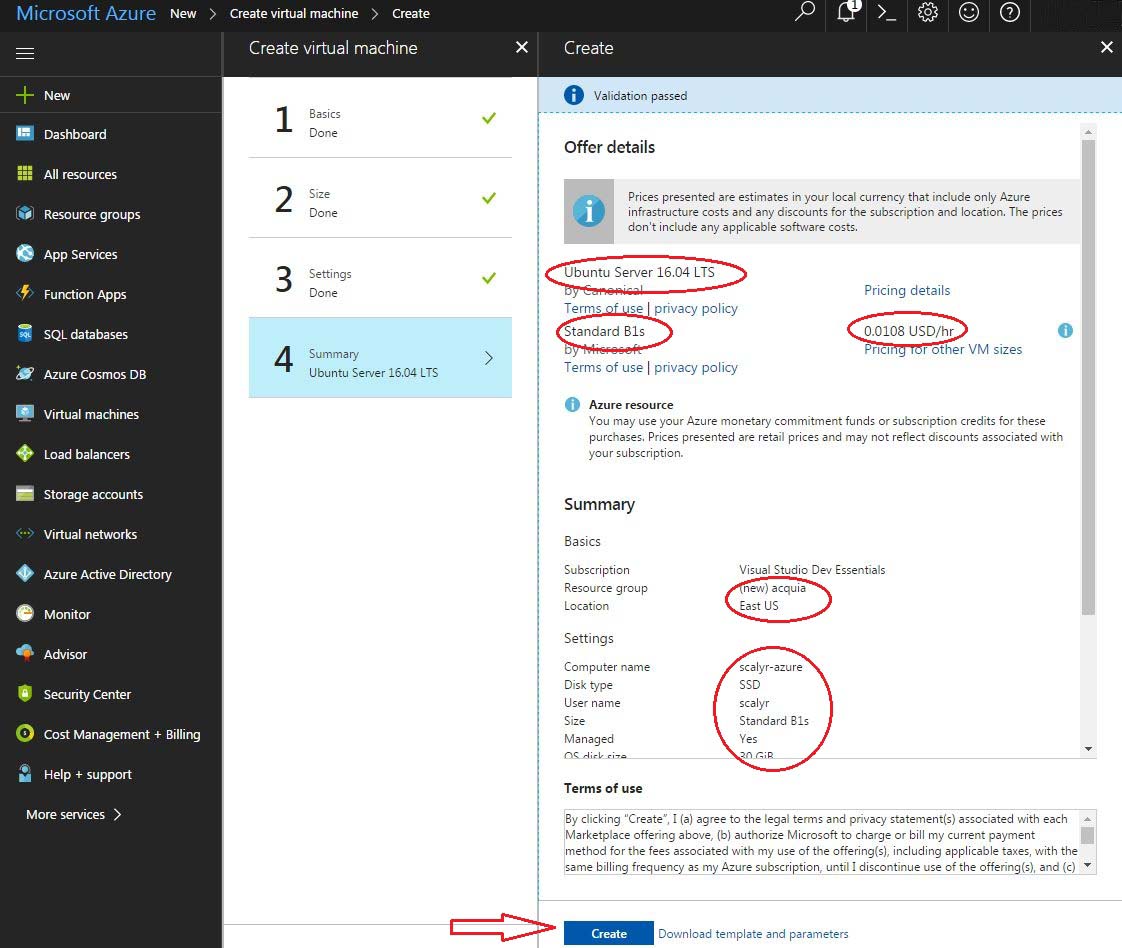 Microsoft Azure New > Create virtual machine > Create
1
Create virtual machine
Create
New
Dashboard
All resources
Resource groups
App Services
Function Apps
SQL databases
Azure Cosmos DB
Virtual machines
Load balancers
Storage accounts
Virtual networks
Azure Active Directory
Monitor
Advisor
Security Center
Cost Management + Billing
Help + support
More services >
1 Basics
Done
2 Size
Done
3 Settings
Done
4 Summary
Ubuntu Server 16.04 LTS
Validation passed
Offer details
Prices presented are estimates in your local currency that include only Azure
infrastructure costs and any discounts for the subscription and location. The prices
don't include any applicable software costs.
Ubuntu Server 16.04 LTS
by Canonical Pricing details
Terms of use | privacy policy
Standard B1s 0.0108 USD/hr
by Microsoft Pricing for other VM sizes
Terms of use | privacy policy
Azure resource
You may use your Azure monetary commitment funds or subscription credits for these
purchases. Prices presented are retail prices and may not reflect discounts associated with
your subscription.
Summary
Basics
Subscription Visual Studio Dev Essentials
Resource group (new) acquia
Location East US
Settings
Computer name scalyr-azure
Disk type SSD
User name scalyr
Size Standard B1s
Managed Yes
OS disk size 30 GiB
Terms of use
By clicking “Create”, I (a) agree to the legal terms and privacy statement(s) associated with each
Marketplace offering above, (b) authorize Microsoft to charge or bill my current payment
method for the fees associated with my use of the offering(s), including applicable taxes, with the
same billing frequency as my Azure subscription, until I discontinue use of the offering(s), and (c)
Create Download template and parameters